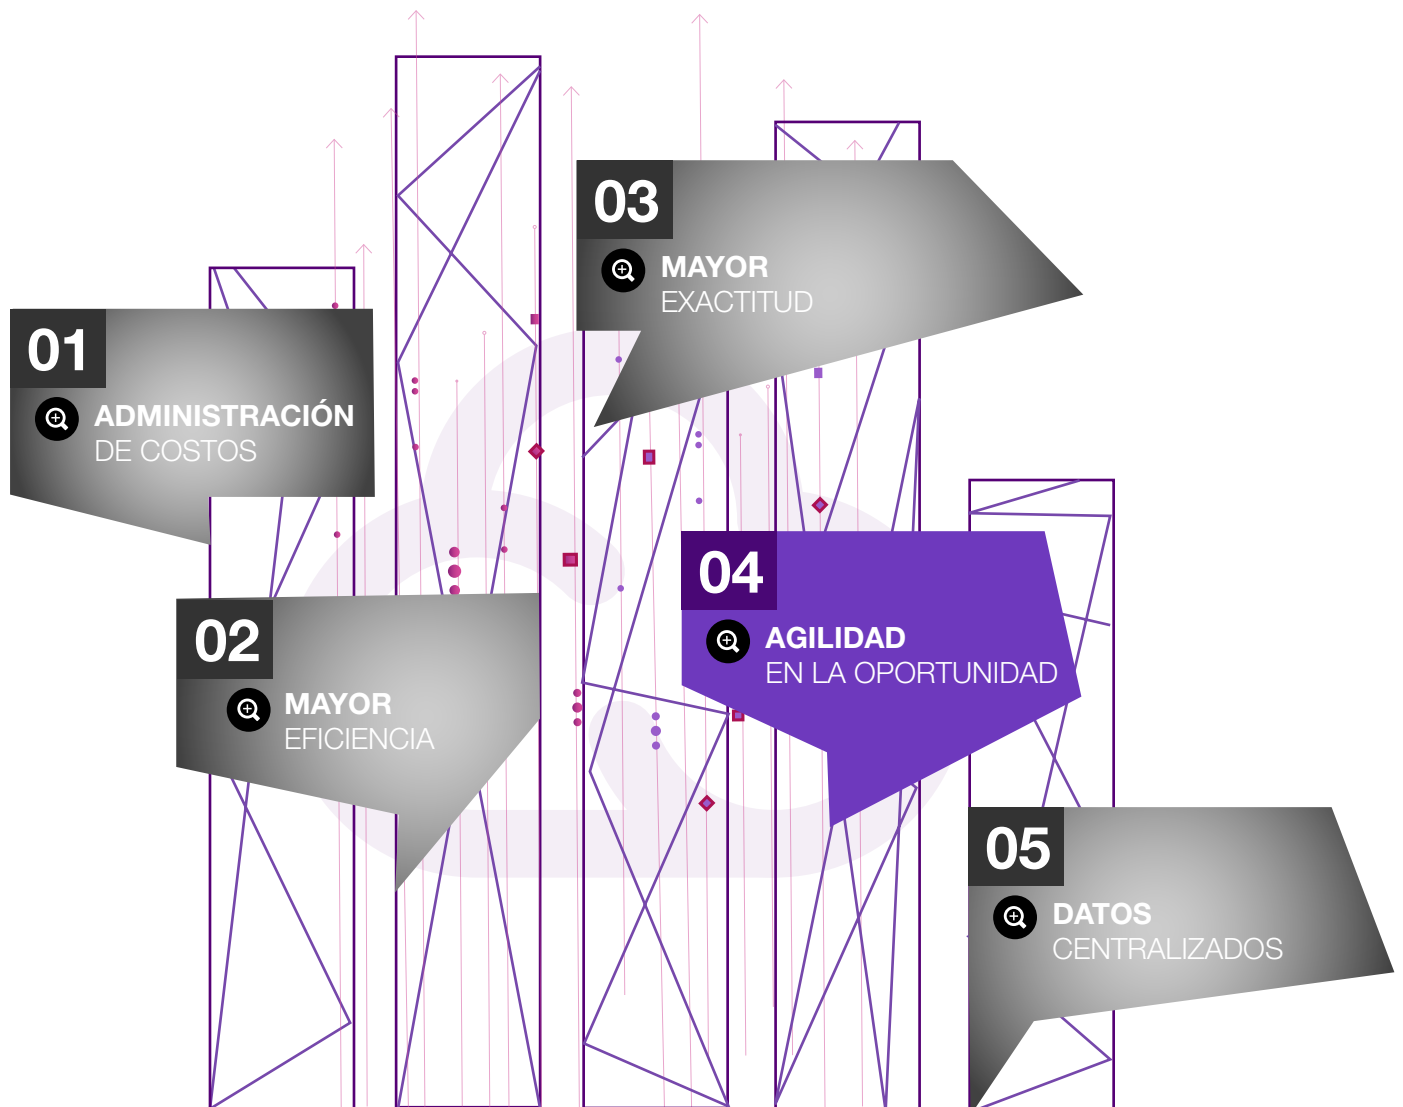 01
ADMINISTRACIÓN
DE COSTOS
02
MAYOR
EFICIENCIA
03
MAYOR
EXACTITUD
04
AGILIDAD
EN LA OPORTUNIDAD
05
DATOS
CENTRALIZADOS